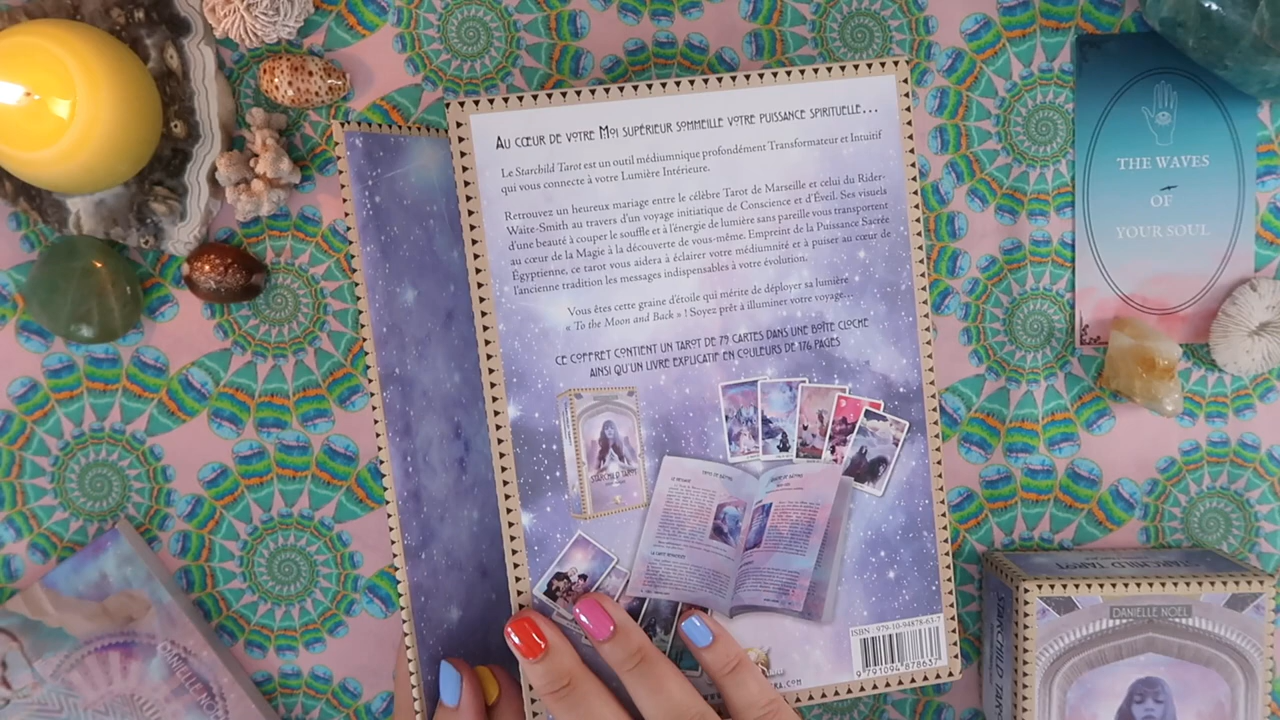 AU CŒUR DE VOTRE MOI SUPÉRIEUR SOMMEILLE VOTRE PUISSANCE SPIRITUELLE...
Le Starchild Tarot est un outil médiumnique profondément Transformateur et Intuitif
qui vous connecte à votre Lumière Intérieure.
Retrouvez un heureux mariage entre le célèbre Tarot de Marseille et celui du Rider-
Waite-Smith au travers d'un voyage initiatique de Conscience et d'Éveil. Ses visuels
d'une beauté à couper le souffle et à l'énergie de lumière sans pareille vous transportent
au cœur de la Magie à la découverte de vous-même. Empreint de la Puissance Sacrée
Égyptienne, ce tarot vous aidera à éclairer votre médiumnité et à puiser au cœur de
l'ancienne tradition les messages indispensables à votre évolution.
Vous êtes cette graine d'étoile qui mérite de déployer sa lumière
« To the Moon and Back » ! Soyez prêt à illuminer votre voyage...
CE COFFRET CONTIENT UN TAROT DE 79 CARTES DANS UNE BOÎTE CLOCHE
AINSI QU'UN LIVRE EXPLICATIF EN COULEURS DE 176 PAGES
STARCHILD TAROT
ISBN : 979-10-94878-63-7
9 791094 878637
THE WAVES
OF
YOUR SOUL
STARCHILD TAROT
STARCHILD TARO
DANIELLE NOEL
DANIELLE NO